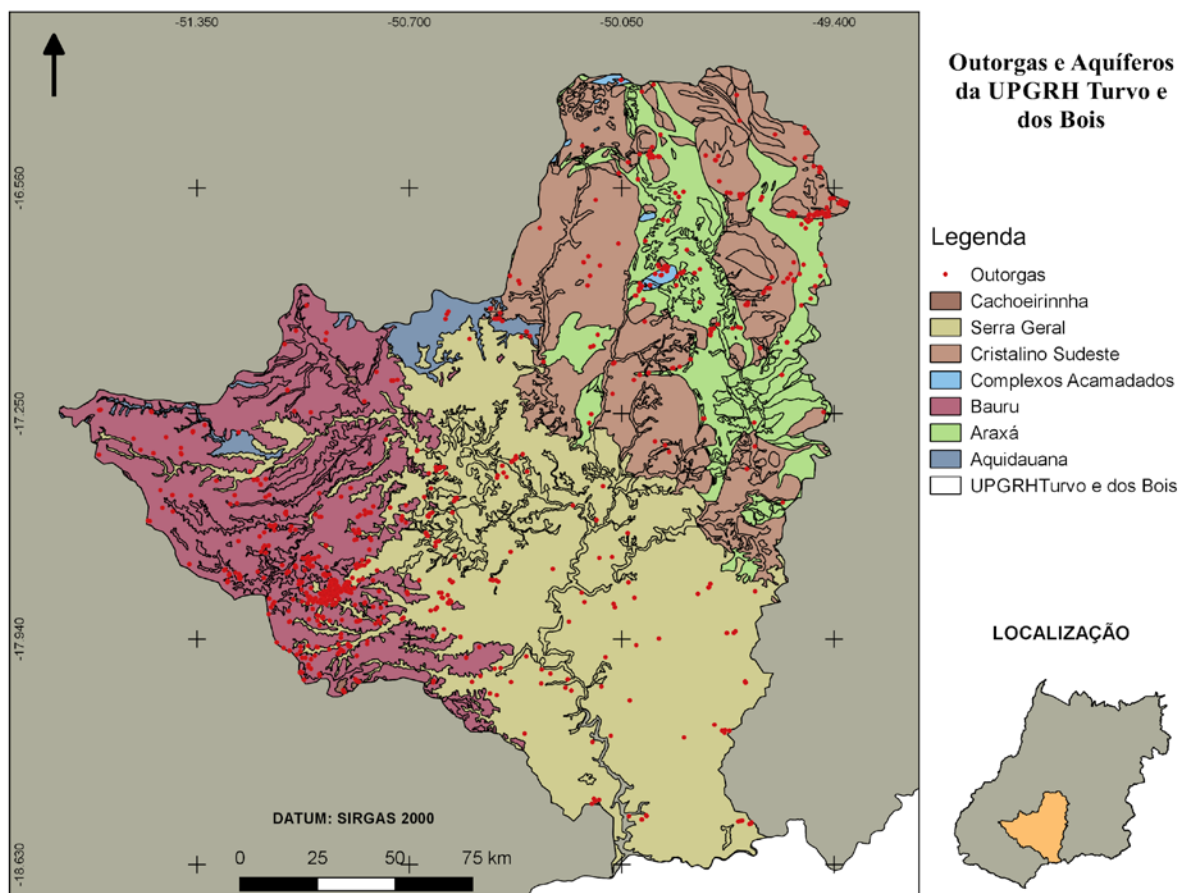 -51.350
-50.700
-50.050
-49.400
-16.560
-17.250
-17.940
-18.630
DATUM: SIRGAS 2000
0 25 50 75 km
Outorgas e Aquíferos
da UPGRH Turvo e
dos Bois
Legenda
Outorgas
Cachoeirinnha
Serra Geral
Cristalino Sudeste
Complexos Acamadados
Bauru
Araxá
Aquidauana
UPGRHTurvo e dos Bois
LOCALIZAÇÃO